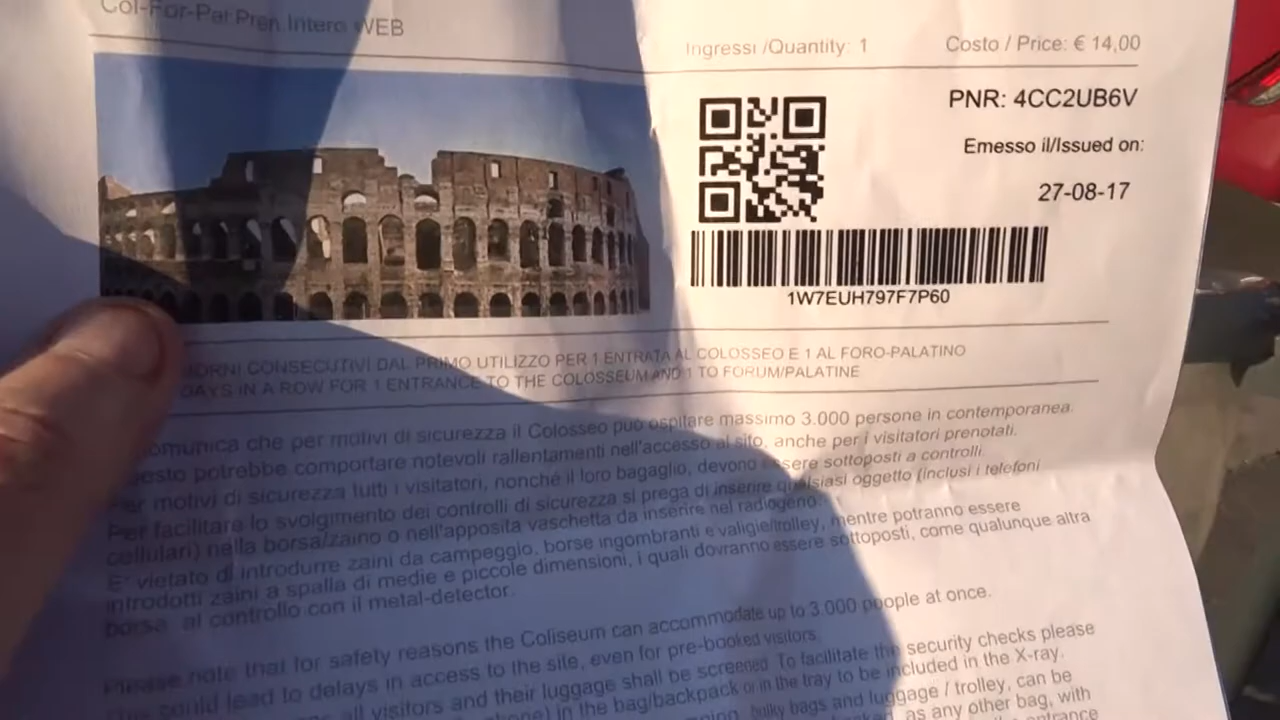 Col-For-Pal Pren.Intero WEB
Ingressi /Quantity: 1 Costo / Price: € 14,00
PNR: 4CC2UB6V
Emesso il/Issued on:
27-08-17
1W7EUH797F7P60
CONSECUTIVI DAL PRIMO UTILIZZO PER 1 ENTRATA AL COLOSSEO E 1 AL FORO-PALATINO
DAYS IN A ROW FOR 1 ENTRANCE TO THE COLOSSEUM AND 1 TO FORUM/PALATINE
comunica che per motivi di sicurezza il Colosseo può ospitare massimo 3.000 persone in contemporanea.
potrebbe comportare notevoli rallentamenti nell'accesso al sito, anche per i visitatori prenotati.
Per motivi di sicurezza tutti i visitatori, nonché il loro bagaglio, devono essere sottoposti a controlli.
Per facilitare lo svolgimento dei controlli di sicurezza si prega di inserire qualsiasi oggetto (inclusi i telefoni
cellulari) nella borsa/zaino o nell'apposita vaschetta da inserire nel radiogeno.
E' vietato di introdurre zaini da campeggio, borse ingombranti e valigie/trolley, mentre potranno essere
introdotti zaini a spalla di medie e piccole dimensioni, i quali dovranno essere sottoposti, come qualunque altra
borsa al controllo con il metal-detector.
Please note that for safety reasons the Coliseum can accommodate up to 3.000 people at once.
could lead to delays in access to the site, even for pre-booked visitors.
all visitors and their luggage shall be screened. To facilitate the security checks please
in the bag/backpack or in the tray to be included in the X-ray.
bulky bags and luggage / trolley, can be
as any other bag, with
entrance